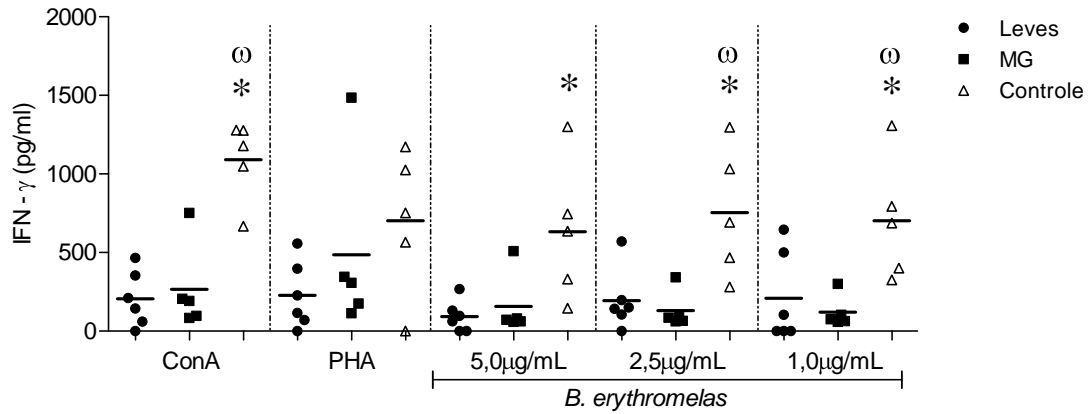 2000
1500
1000
500
0
IFN - γ (pg/ml)
ω
*
*
ω
*
ω
*
ConA
PHA
5,0μg/mL
2,5μg/mL
1,0μg/mL
B. erythromelas
Leves
MG
Controle